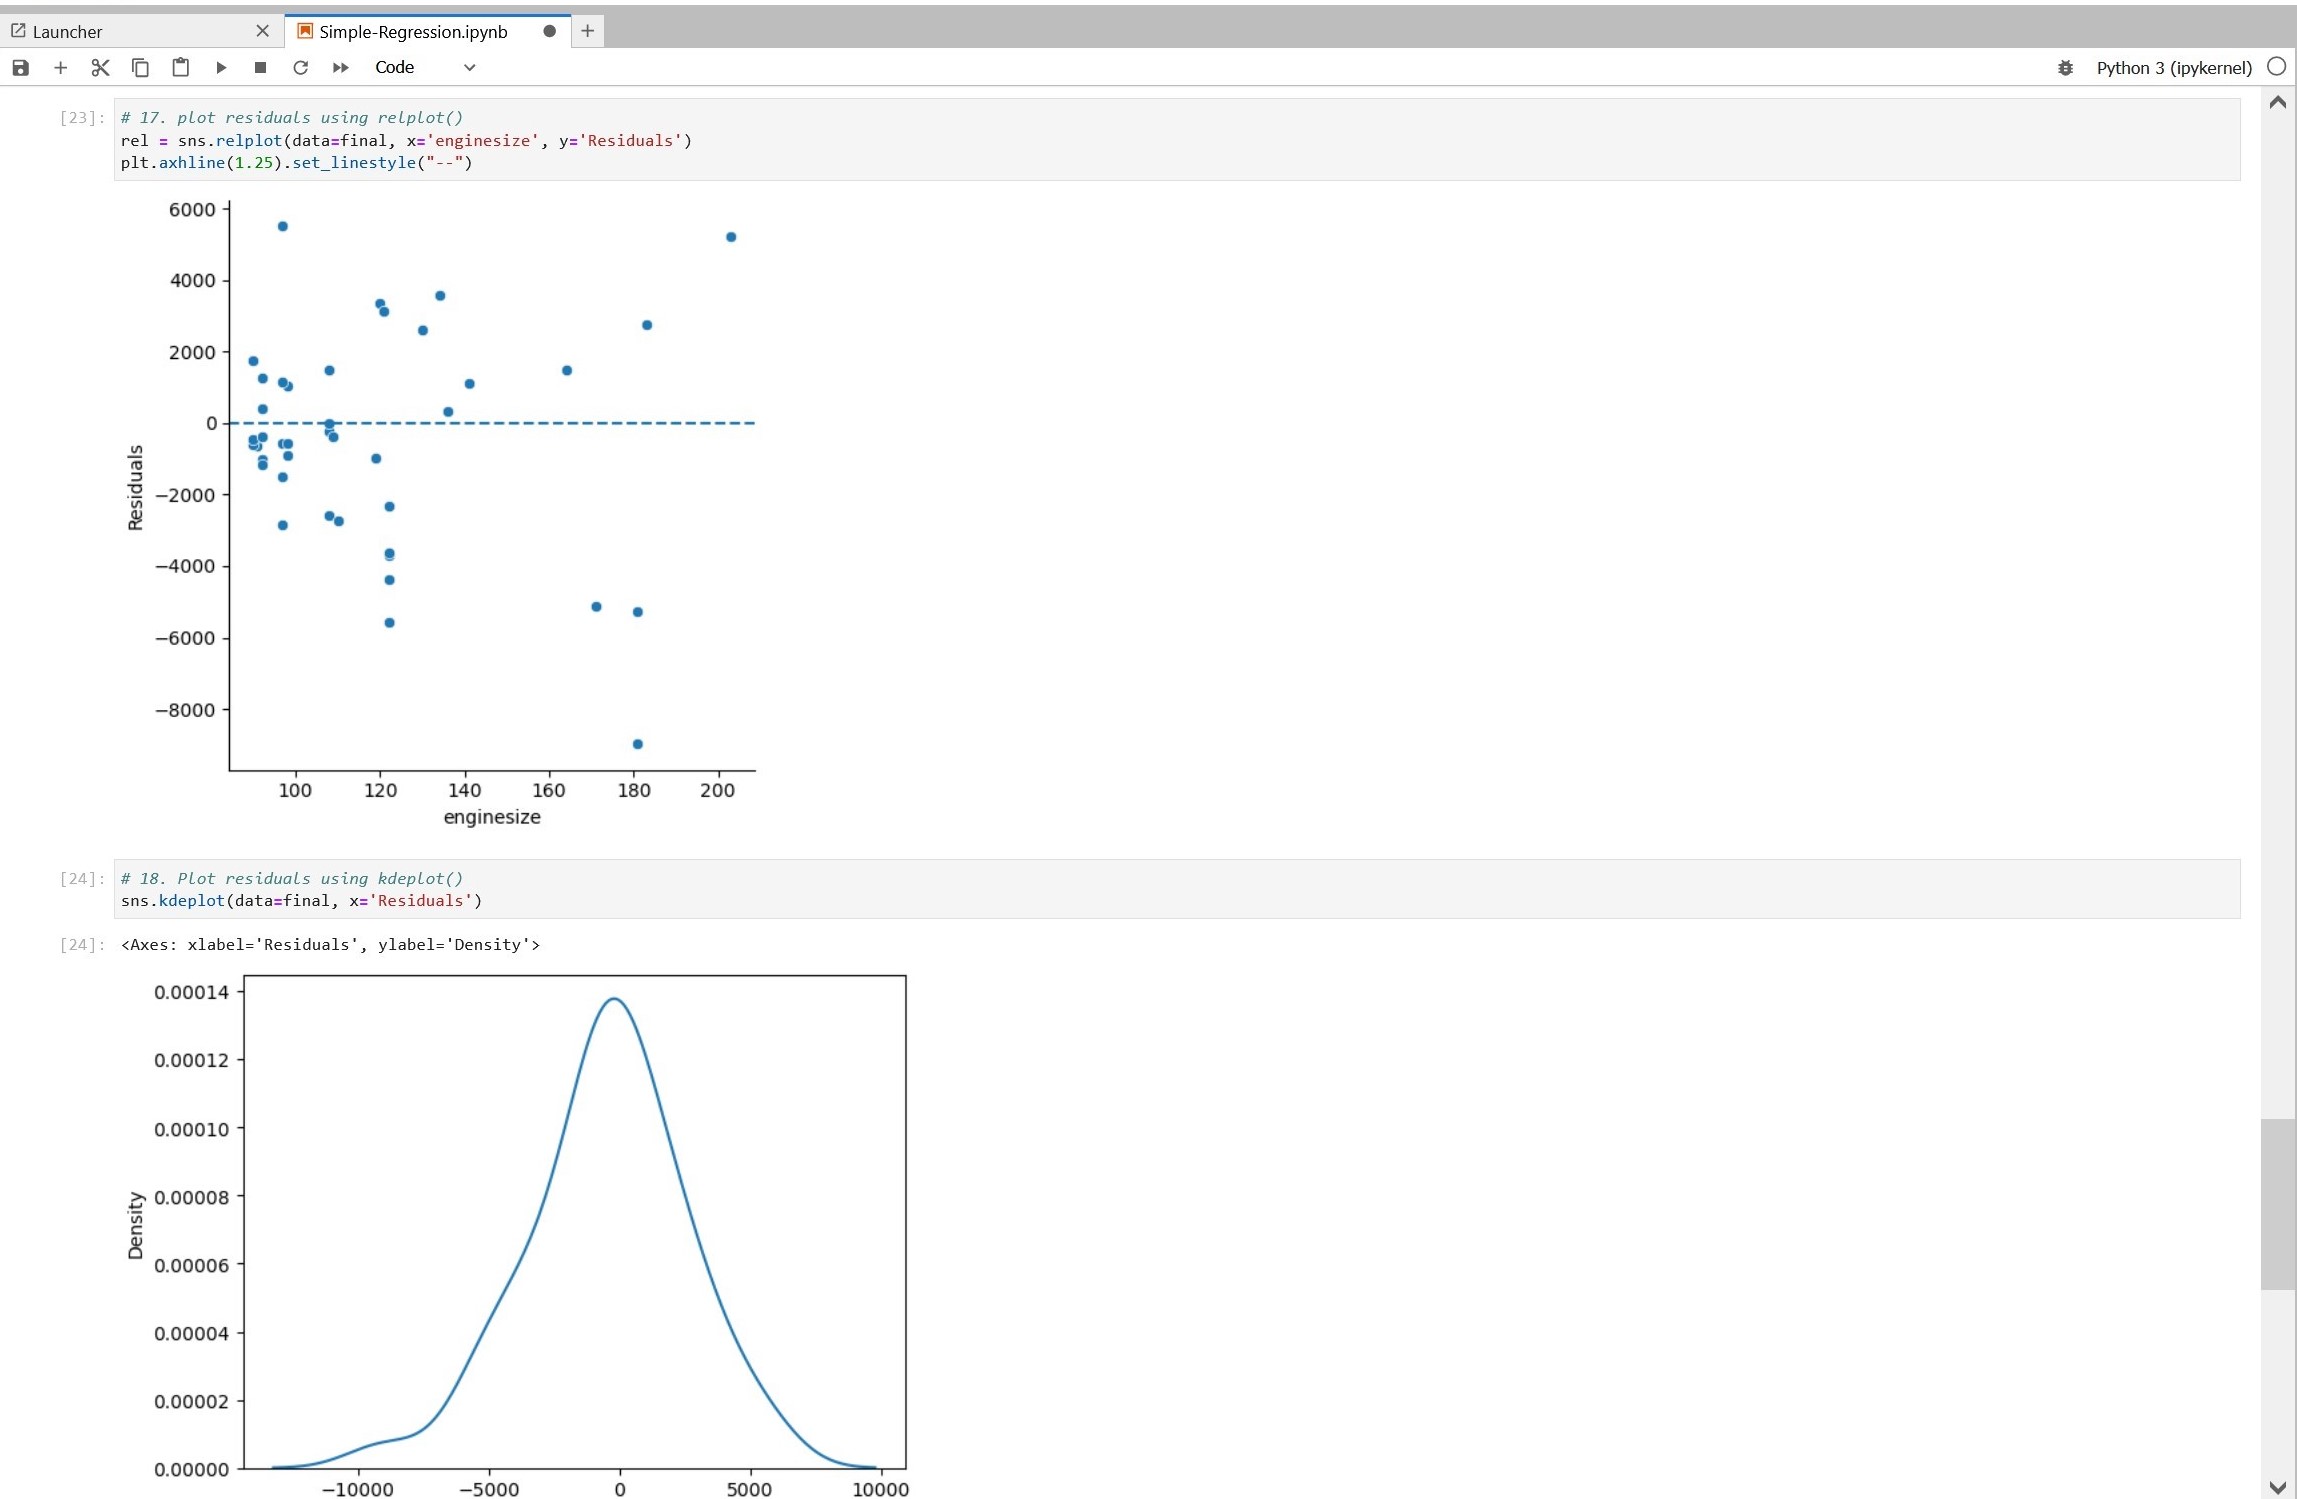 Launcher
Simple-Regression.ipynb
Code
Python 3 (ipykernel)
[23]:
# 17. plot residuals using relplot()
rel = sns.relplot(data=final, x='enginesize', y='Residuals')
plt.axhline(1.25).set_linestyle("--")
6000
4000
2000
0
−2000
−4000
−6000
−8000
Residuals
100 120 140 160 180 200
enginesize
[24]:
# 18. Plot residuals using kdeplot()
sns.kdeplot(data=final, x='Residuals')
[24]:
<Axes: xlabel='Residuals', ylabel='Density'>
0.00014
0.00012
0.00010
0.00008
0.00006
0.00004
0.00002
0.00000
Density
−10000 −5000 0 5000 10000